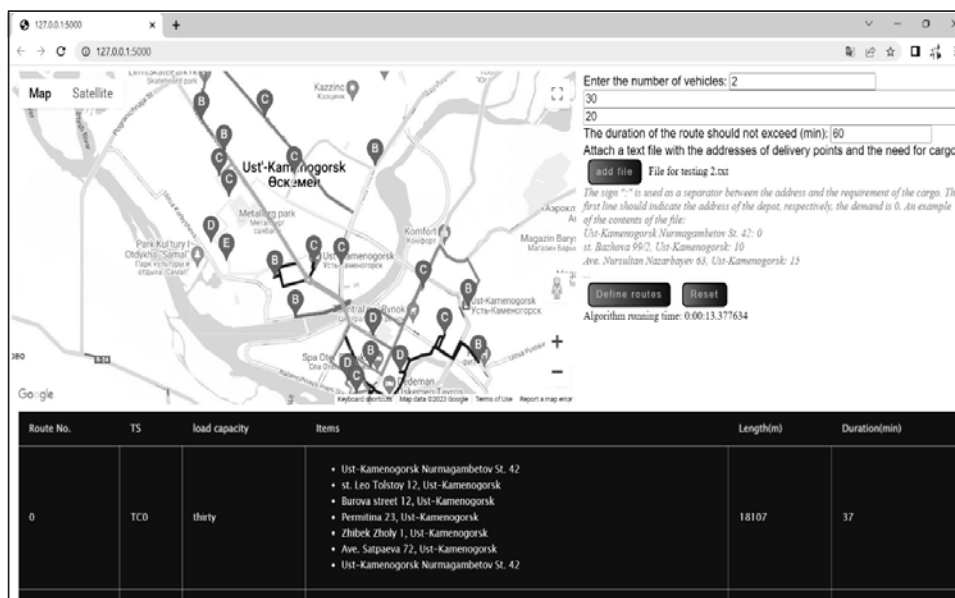 127.0.0.1:5000
127.0.0.1:5000
Map Satellite
Skateboard park
Kazzinc
Казцинк
B
C
B
B
B
C
C
C
Ust'-Kamenogorsk
Өскемен
Metallurg park
D
E
Park Kultury I
Otdykha "Samal"
Парк культуры и
отдыха
Komfort
Комфорт
Magazin
B
C
C
Ust-Kamenogorsk
Усть-Каменогорск
C
B
B
Ust-Kamenogorsk
Усть-Каменогорск
D
C
B
D
B
D
C
Spa
Google
Keyboard shortcuts Map data ©2023 Google Terms of Use Report a map error
Enter the number of vehicles: 2
30
20
The duration of the route should not exceed (min): 60
Attach a text file with the addresses of delivery points and the need for cargo
add file File for testing 2.txt
The sign ":" is used as a separator between the address and the requirement of the cargo. The
first line should indicate the address of the depot, respectively, the demand is 0. An example
of the contents of the file:
Ust-Kamenogorsk Nurmagambetov St. 42: 0
st. Bazhova 99/2, Ust-Kamenogorsk: 10
Ave. Nursultan Nazarbayev 63, Ust-Kamenogorsk: 15
...
Define routes Reset
Algorithm running time: 0:00:13.377634
Route No. TS load capacity Items Length(m) Duration(min)
• Ust-Kamenogorsk Nurmagambetov St. 42
• st. Leo Tolstoy 12, Ust-Kamenogorsk
• Burova street 12, Ust-Kamenogorsk
0 TC0 thirty • Permitina 23, Ust-Kamenogorsk 18107 37
• Zhibek Zholy 1, Ust-Kamenogorsk
• Ave. Satpaeva 72, Ust-Kamenogorsk
• Ust-Kamenogorsk Nurmagambetov St. 42